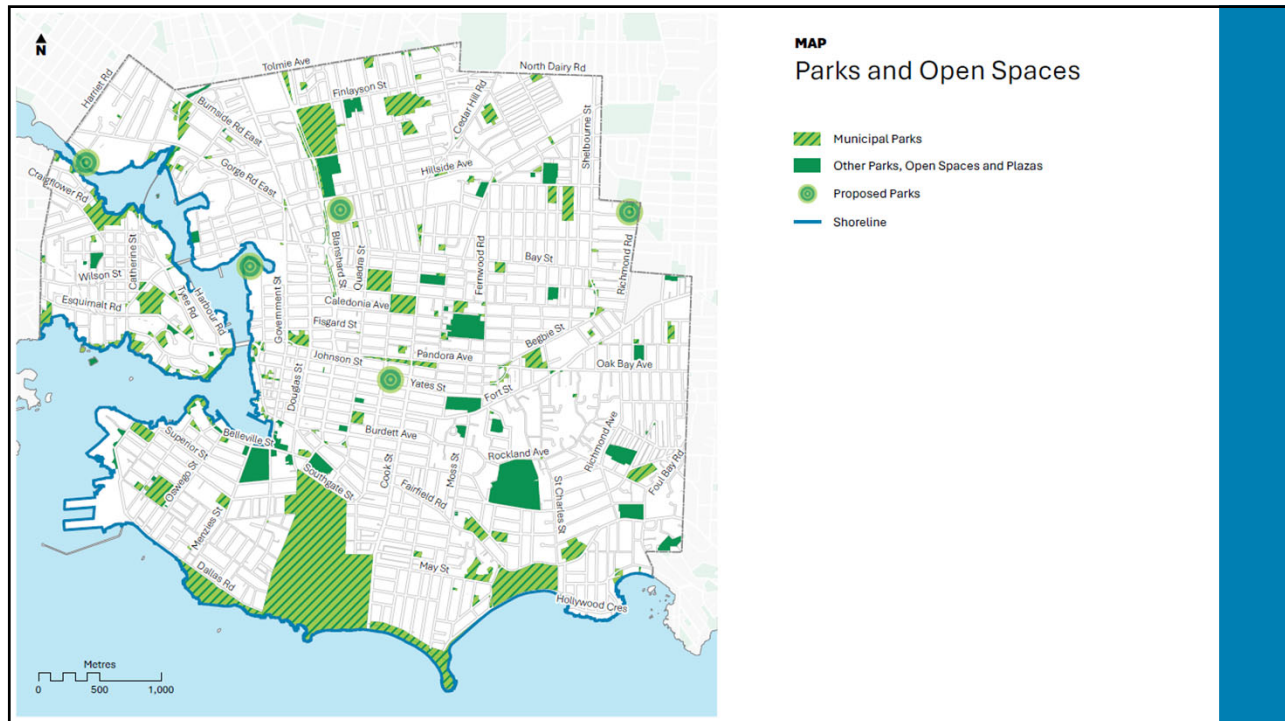 MAP
Parks and Open Spaces
Municipal Parks
Other Parks, Open Spaces and Plazas
Proposed Parks
Shoreline
N
Tolmie Ave
North Dairy Rd
Harriet Rd
Finlayson St
Burnside Rd East
Cedar Hill Rd
Shelbourne St
Gorge Rd East
Hillside Ave
Craigflower Rd
Blanshard St
Quadra St
Fernwood Rd
Bay St
Richmond Rd
Catherine St
Wilson St
Tyee Rd
Harbour Rd
Government St
Esquimalt Rd
Caledonia Ave
Fisgard St
Begbie St
Johnson St
Pandora Ave
Oak Bay Ave
Yates St
Fort St
Douglas St
Burdett Ave
Belleville St
Superior St
Rockland Ave
Richmond Ave
Foul Bay Rd
Oswego St
Southgate St
Cook St
Moss St
Fairfield Rd
St Charles St
Menzies St
May St
Dallas Rd
Hollywood Cres
Metres
0 500 1,000